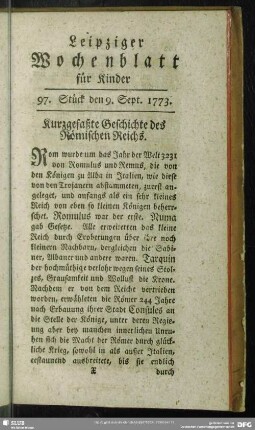 Leipziger
Wochenblatt
für Kinder
97. Stück den 9. Sept. 1773.
Kurzgefaßte Geschichte des
Römischen Reichs.
Rom wurde um das Jahr der Welt 3231
von Romulus und Remus, die von
den Königen zu Alba in Italien, wie diese
von den Trojanern abstammeten, zuerst an-
geleget, und anfangs als ein sehr kleines
Reich von eben so kleinen Königen beherr-
schet. Romulus war der erste. Numa
gab Gesetze. Alle erweiterten das kleine
Reich durch Eroberungen über ihre noch
kleinern Nachbarn, vergleichen die Sabi-
ner, Albaner und andere waren. Tarquin
der hochmüthige verlohr wegen seines Stol-
zes, Grausamkeit und Wollust die Krone.
Nachdem er von dem Reiche vertrieben
worden, erwähleten die Römer 244 Jahre
nach Erbauung ihrer Stadt Consules an
die Stelle der Könige, unter deren Regie-
rung aber bey manchen innerlichen Unru-
hen sich die Macht der Römer durch glück-
liche Krieg, sowohl in als außer Italien,
erstaunend ausbreitete, bis sie endlich
X durch
SLUB
DFG